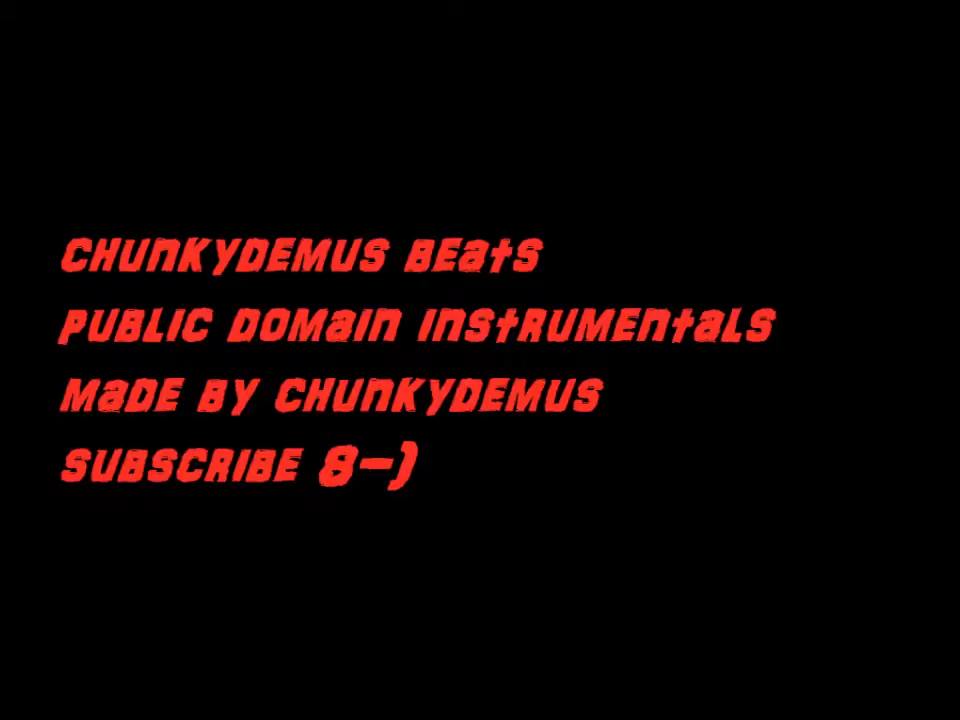 CHUNKYDEMUS BEatS
PUBLIC DOMaIn InStRUMEntaLS
MaDE BY CHUnKYDEMUS
SUBSCRIBE 8-)